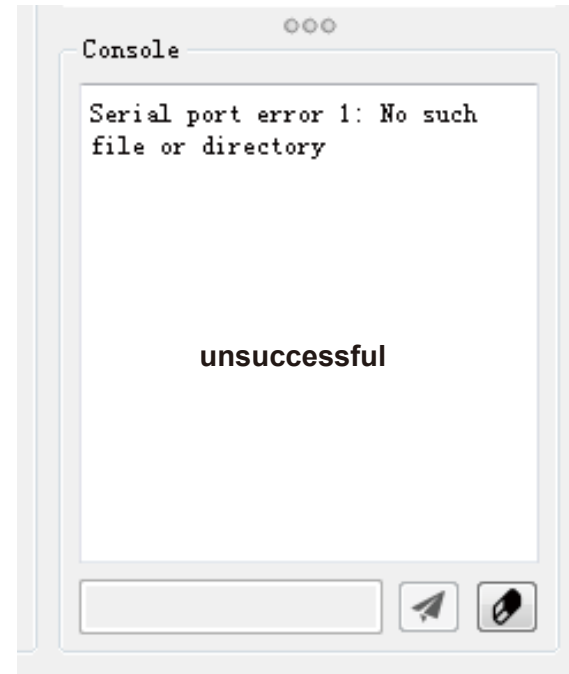 Console
Serial port error 1: No such
file or directory
unsuccessful